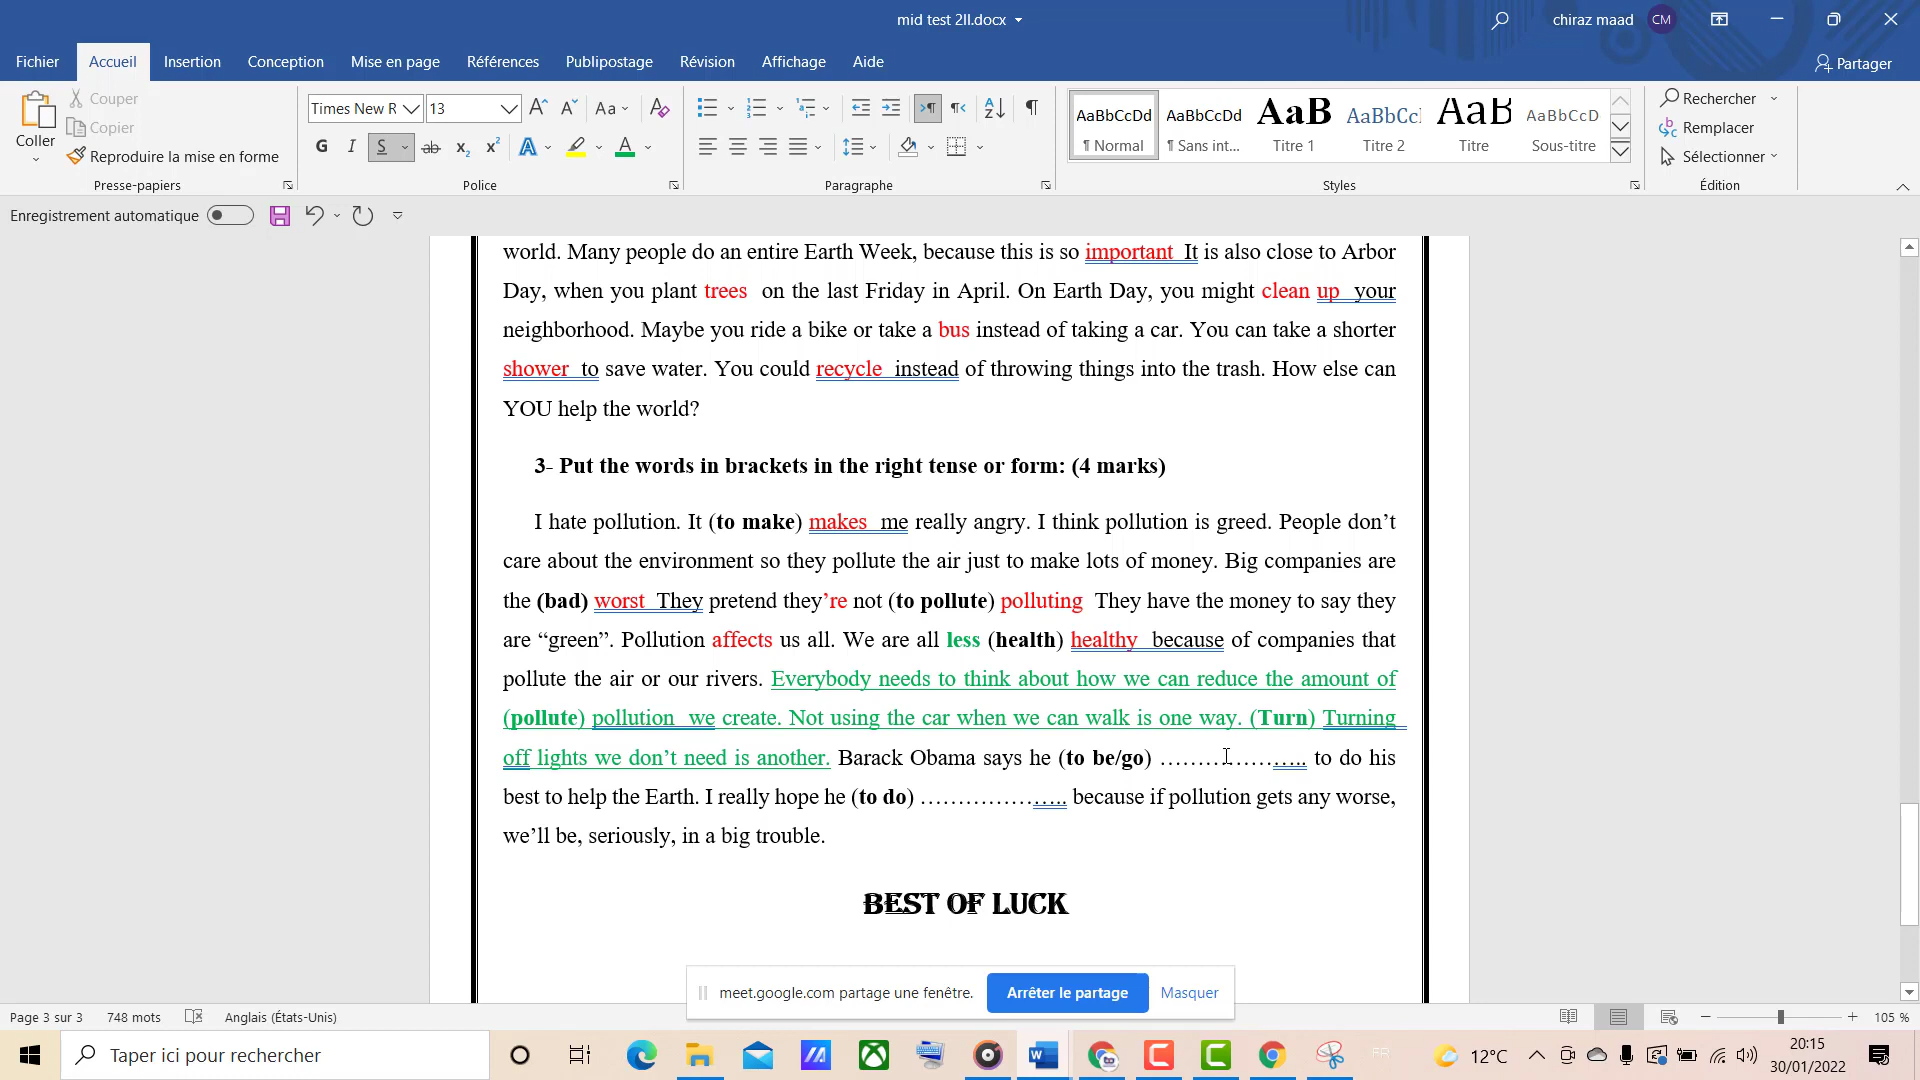 mid test 2II.docx
chiraz maad CM
Fichier Accueil Insertion Conception Mise en page Références Publipostage Révision Affichage Aide Partager
Coller Couper Copier Reproduire la mise en forme
Times New R 13 Aa
G I S ab x₂ x² A A
AaBbCcDd AaBbCcDd AaB AaBbCcI AaB AaBbCcD
¶ Normal ¶ Sans int... Titre 1 Titre 2 Titre Sous-titre
Rechercher
Remplacer
Sélectionner
Presse-papiers Police Paragraphe Styles Édition
Enregistrement automatique
world. Many people do an entire Earth Week, because this is so important It is also close to Arbor
Day, when you plant trees on the last Friday in April. On Earth Day, you might clean up your
neighborhood. Maybe you ride a bike or take a bus instead of taking a car. You can take a shorter
shower to save water. You could recycle instead of throwing things into the trash. How else can
YOU help the world?
3- Put the words in brackets in the right tense or form: (4 marks)
I hate pollution. It (to make) makes me really angry. I think pollution is greed. People don’t
care about the environment so they pollute the air just to make lots of money. Big companies are
the (bad) worst They pretend they’re not (to pollute) polluting They have the money to say they
are “green”. Pollution affects us all. We are all less (health) healthy because of companies that
pollute the air or our rivers. Everybody needs to think about how we can reduce the amount of
(pollute) pollution we create. Not using the car when we can walk is one way. (Turn) Turning
off lights we don’t need is another. Barack Obama says he (to be/go) ………………….. to do his
best to help the Earth. I really hope he (to do) ………………….. because if pollution gets any worse,
we’ll be, seriously, in a big trouble.
BEST OF LUCK
meet.google.com partage une fenêtre. Arrêter le partage Masquer
Page 3 sur 3 748 mots Anglais (États-Unis) 105 %
Taper ici pour rechercher
FR
12°C
20:15
30/01/2022